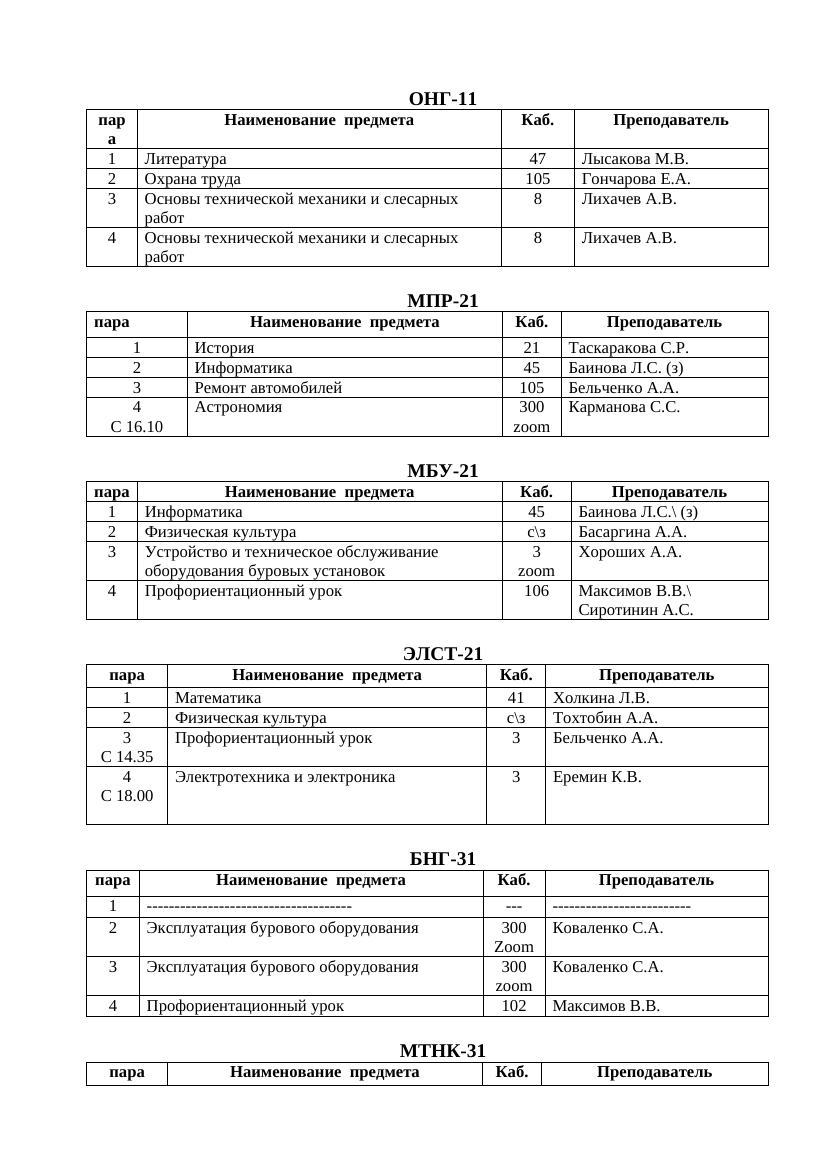 ОНГ-11
пар Наименование предмета Каб. Преподаватель
а
1 Литература 47 Лысакова М.В.
2 Охрана труда 105 Гончарова Е.А.
3 Основы технической механики и слесарных 8 Лихачев А.В.
работ
4 Основы технической механики и слесарных 8 Лихачев А.В.
работ
МПР-21
пара Наименование предмета Каб. Преподаватель
1 История 21 Таскаракова С.Р.
2 Информатика 45 Баинова Л.С. (з)
3 Ремонт автомобилей 105 Бельченко А.А.
4 Астрономия 300 Карманова С.С.
С 16.10 zoom
МБУ-21
пара Наименование предмета Каб. Преподаватель
1 Информатика 45 Баинова Л.С.\ (з)
2 Физическая культура с\з Басаргина А.А.
3 Устройство и техническое обслуживание 3 Хороших А.А.
оборудования буровых установок zoom
4 Профориентационный урок 106 Максимов В.В.\
Сиротинин А.С.
ЭЛСТ-21
пара Наименование предмета Каб. Преподаватель
1 Математика 41 Холкина Л.В.
2 Физическая культура с\з Тохтобин А.А.
3 Профориентационный урок 3 Бельченко А.А.
С 14.35
4 Электротехника и электроника 3 Еремин К.В.
С 18.00
БНГ-31
пара Наименование предмета Каб. Преподаватель
1 ------------------------------------- --- -------------------------
2 Эксплуатация бурового оборудования 300 Коваленко С.А.
Zoom
3 Эксплуатация бурового оборудования 300 Коваленко С.А.
zoom
4 Профориентационный урок 102 Максимов В.В.
МТНК-31
пара Наименование предмета Каб. Преподаватель